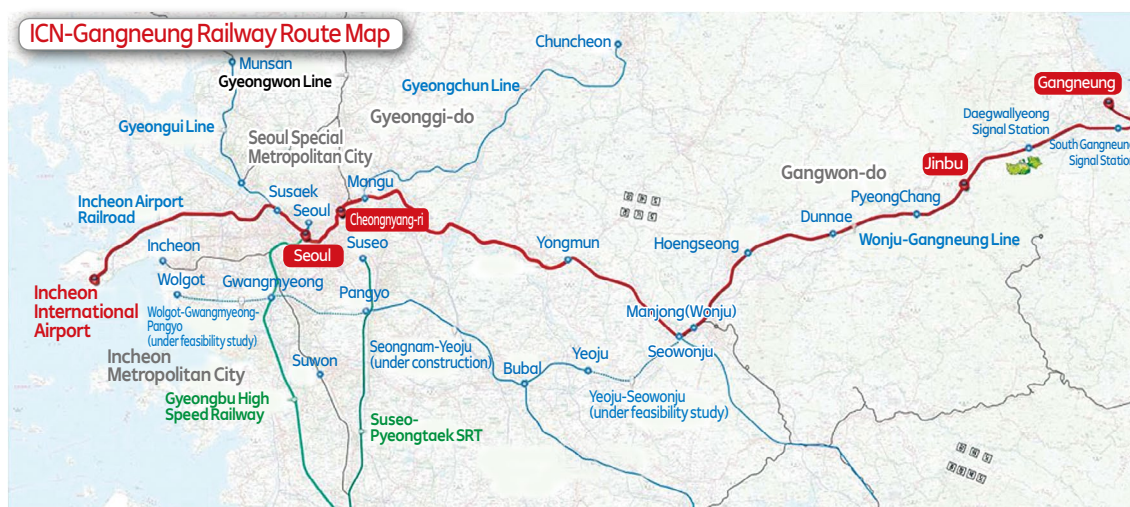 ICN-Gangneung Railway Route Map
Munsan
Gyeongwon Line
Chuncheon
Gyeongchun Line
Gyeonggi-do
Gyeongui Line
Seoul Special
Metropolitan City
Gangneung
Daegwallyeong
Signal Station
South Gangneung
Signal Station
Jinbu
Gangwon-do
Mangu
Susaek
Seoul
Incheon Airport
Railroad
Cheongnyang-ri
PyeongChang
Dunnae
Wonju-Gangneung Line
Incheon
Seoul
Suseo
Yongmun
Hoengseong
Wolgot
Gwangmyeong
Pangyo
Incheon
International
Airport
Wolgot-Gwangmyeong-
Pangyo
(under feasibility study)
Manjong(Wonju)
Seowonju
Incheon
Metropolitan City
Suwon
Seongnam-Yeoju
(under construction)
Bubal
Yeoju
Yeoju-Seowonju
(under feasibility study)
Gyeongbu High
Speed Railway
Suseo-
Pyeongtaek SRT